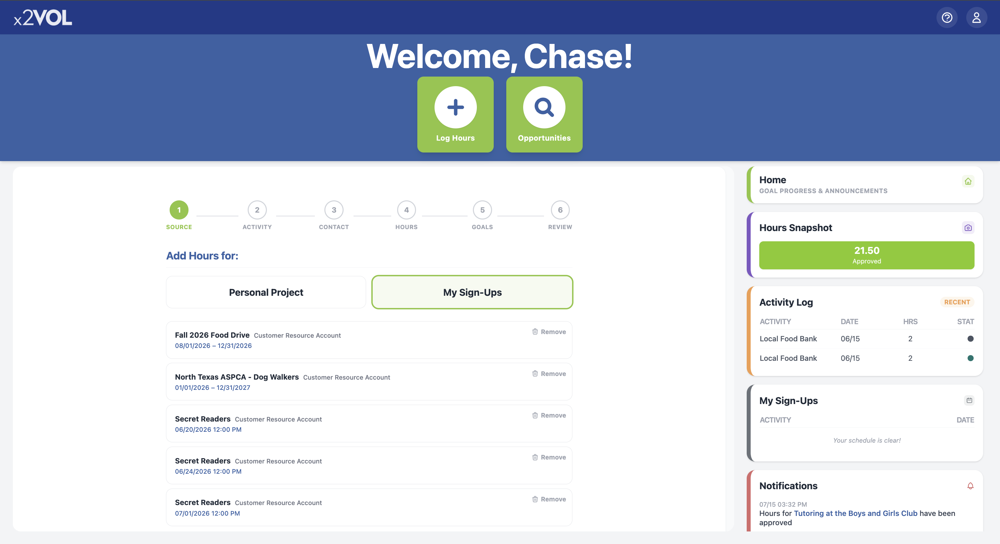 x2VOL
Welcome, Chase!
Log Hours
Opportunities
1
2
3
4
5
6
SOURCE
ACTIVITY
CONTACT
HOURS
GOALS
REVIEW
Add Hours for:
Personal Project
My Sign-Ups
Fall 2026 Food Drive Customer Resource Account
Remove
08/01/2026 – 12/31/2026
North Texas ASPCA - Dog Walkers Customer Resource Account
Remove
01/01/2026 – 12/31/2027
Secret Readers Customer Resource Account
Remove
06/20/2026 12:00 PM
Secret Readers Customer Resource Account
Remove
06/24/2026 12:00 PM
Secret Readers Customer Resource Account
Remove
07/01/2026 12:00 PM
Home
GOAL PROGRESS & ANNOUNCEMENTS
Hours Snapshot
21.50
Approved
Activity Log
RECENT
ACTIVITY DATE HRS STAT
Local Food Bank 06/15 2
Local Food Bank 06/15 2
My Sign-Ups
ACTIVITY DATE
Your schedule is clear!
Notifications
07/15 03:32 PM
Hours for Tutoring at the Boys and Girls Club have been
approved